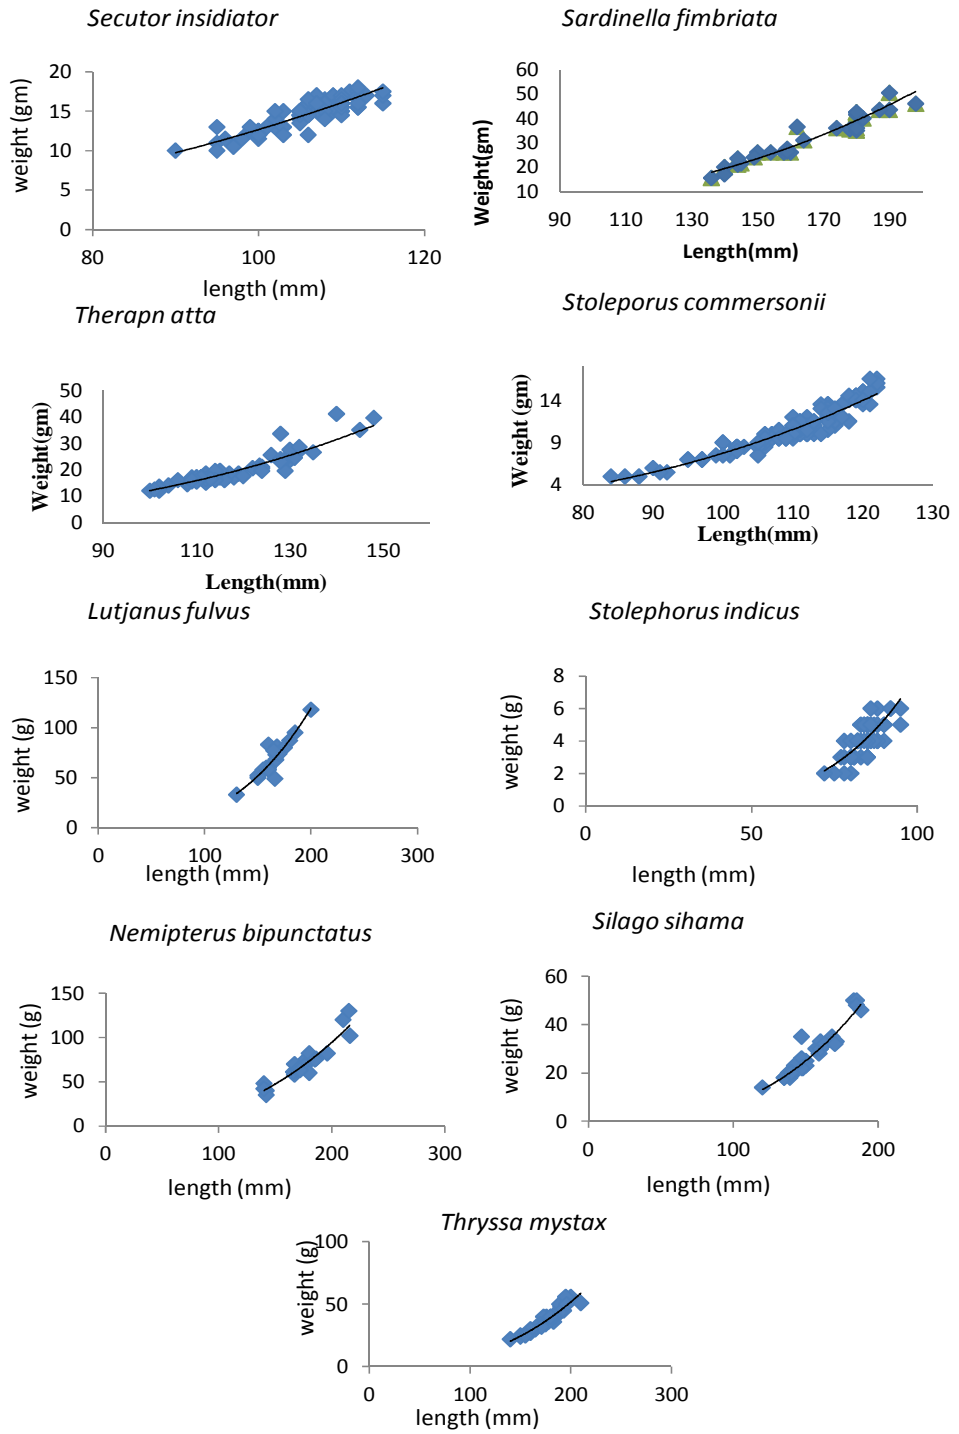 Secutor insidiator
Sardinella fimbriata
weight (gm)
20
15
10
5
0
80
100
120
length (mm)
Weight(gm)
60
50
40
30
20
10
90
110
130
150
170
190
Length(mm)
Therapn atta
Stoleporus commersonii
Weight(gm)
50
40
30
20
10
0
90
110
130
150
Length(mm)
Weight (gm)
14
9
4
80
90
100
110
120
130
Length(mm)
Lutjanus fulvus
Stolephorus indicus
weight (g)
150
100
50
0
0
100
200
300
length (mm)
weight (g)
8
6
4
2
0
0
50
100
length (mm)
Nemipterus bipunctatus
Silago sihama
weight (g)
150
100
50
0
0
100
200
300
length (mm)
weight (g)
60
40
20
0
0
100
200
length (mm)
Thryssa mystax
weight (g)
100
50
0
0
100
200
300
length (mm)